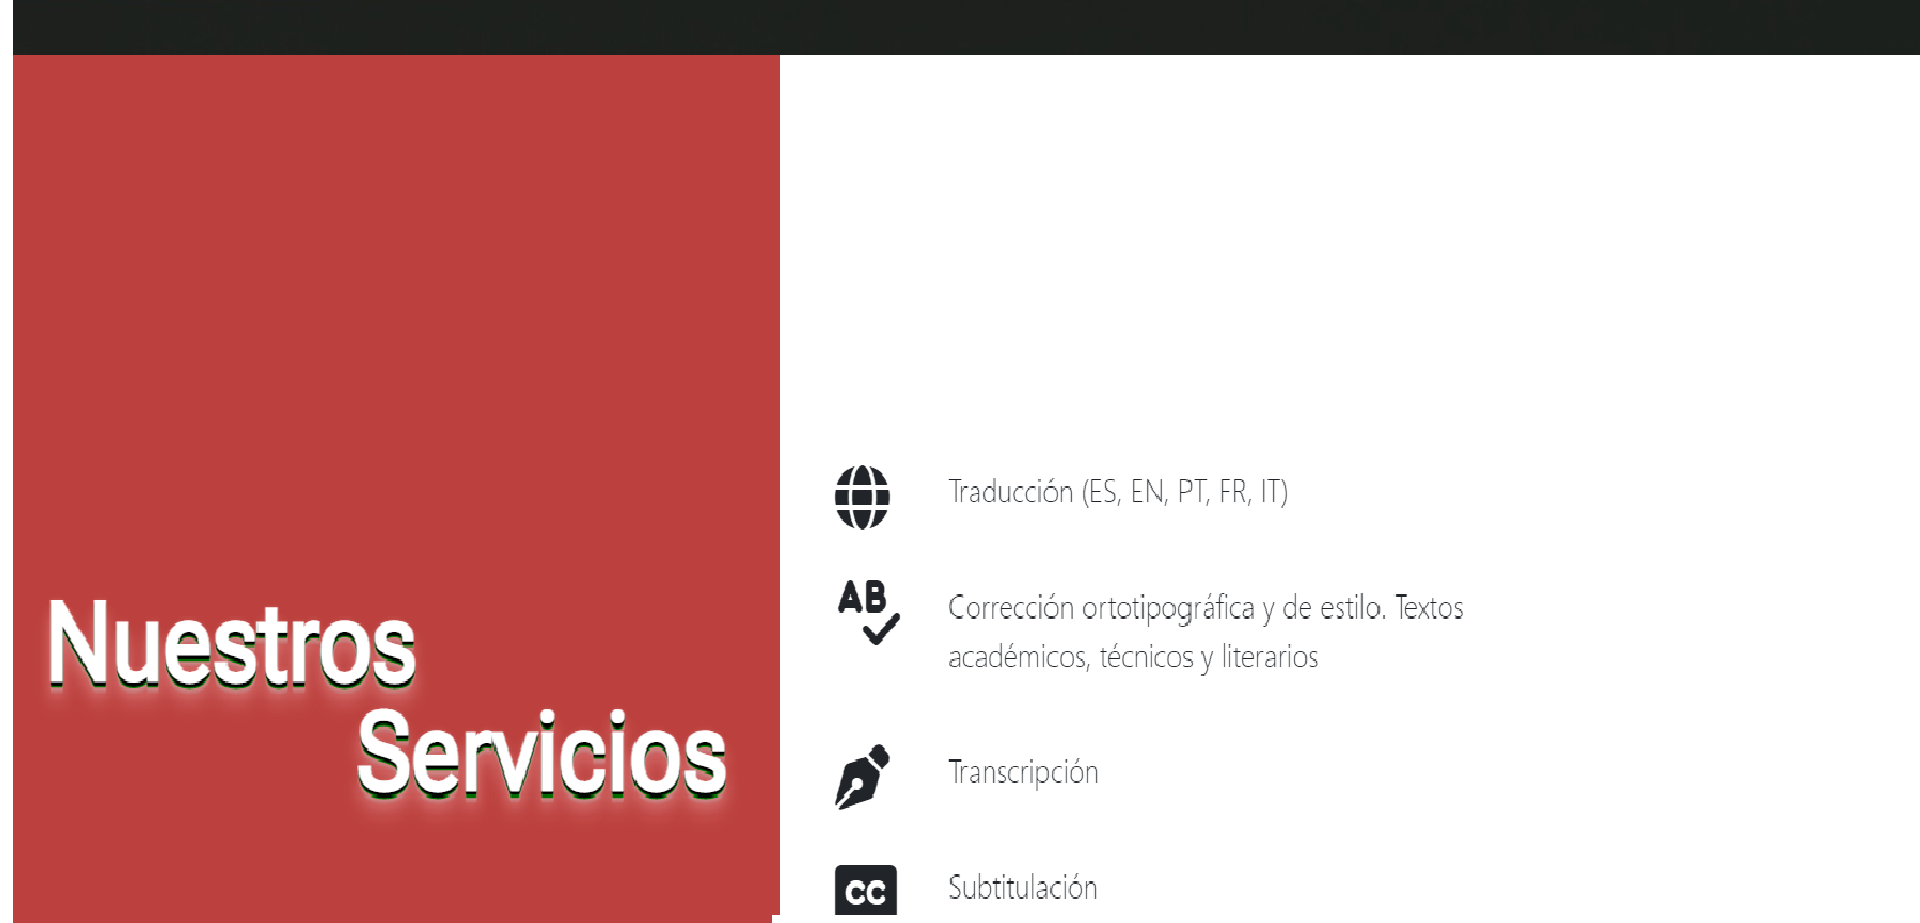 Nuestros
Servicios
Traducción (ES, EN, PT, FR, IT)
AB
Corrección ortotipográfica y de estilo. Textos
académicos, técnicos y literarios
Transcripción
CC
Subtitulación